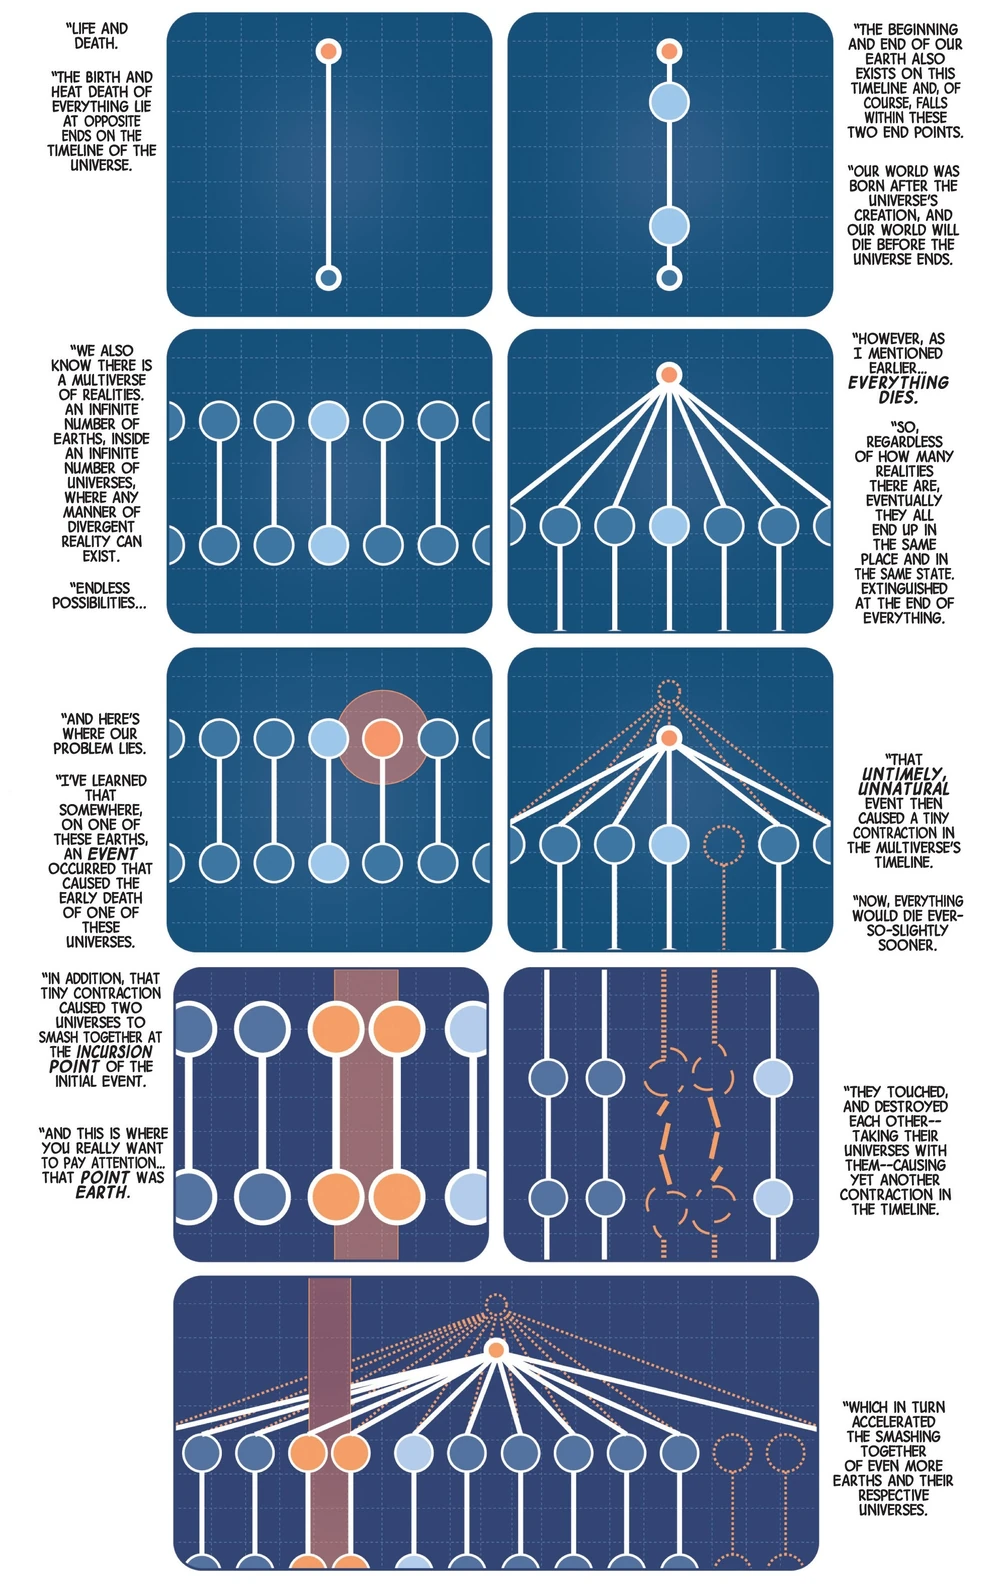 "LIFE AND
DEATH.
"THE BIRTH AND
HEAT DEATH OF
EVERYTHING LIE
AT OPPOSITE
ENDS ON THE
TIMELINE OF THE
UNIVERSE.
"THE BEGINNING
AND END OF OUR
EARTH ALSO
EXISTS ON THIS
TIMELINE AND, OF
COURSE, FALLS
WITHIN THESE
TWO END POINTS.
"OUR WORLD WAS
BORN AFTER THE
UNIVERSE'S
CREATION, AND
OUR WORLD WILL
DIE BEFORE THE
UNIVERSE ENDS.
"WE ALSO
KNOW THERE IS
A MULTIVERSE
OF REALITIES.
AN INFINITE
NUMBER OF
EARTHS, INSIDE
AN INFINITE
NUMBER OF
UNIVERSES,
WHERE ANY
MANNER OF
DIVERGENT
REALITY CAN
EXIST.
"ENDLESS
POSSIBILITIES...
"HOWEVER, AS
I MENTIONED
EARLIER...
EVERYTHING
DIES.
"SO,
REGARDLESS
OF HOW MANY
REALITIES
THERE ARE,
EVENTUALLY
THEY ALL
END UP IN
THE SAME
PLACE AND IN
THE SAME STATE.
EXTINGUISHED
AT THE END OF
EVERYTHING.
"AND HERE'S
WHERE OUR
PROBLEM LIES.
"I'VE LEARNED
THAT
SOMEWHERE,
ON ONE OF
THESE EARTHS,
AN EVENT
OCCURRED THAT
CAUSED THE
EARLY DEATH
OF ONE OF
THESE
UNIVERSES.
"THAT
UNTIMELY,
UNNATURAL
EVENT THEN
CAUSED A TINY
CONTRACTION IN
THE MULTIVERSE'S
TIMELINE.
"NOW, EVERYTHING
WOULD DIE EVER-
SO-SLIGHTLY
SOONER.
"IN ADDITION, THAT
TINY CONTRACTION
CAUSED TWO
UNIVERSES TO
SMASH TOGETHER AT
THE INCURSION
POINT OF THE
INITIAL EVENT.
"AND THIS IS WHERE
YOU REALLY WANT
TO PAY ATTENTION...
THAT POINT WAS
EARTH.
"THEY TOUCHED,
AND DESTROYED
EACH OTHER--
TAKING THEIR
UNIVERSES WITH
THEM--CAUSING
YET ANOTHER
CONTRACTION IN
THE TIMELINE.
"WHICH IN TURN
ACCELERATED
THE SMASHING
TOGETHER
OF EVEN MORE
EARTHS AND THEIR
RESPECTIVE
UNIVERSES.